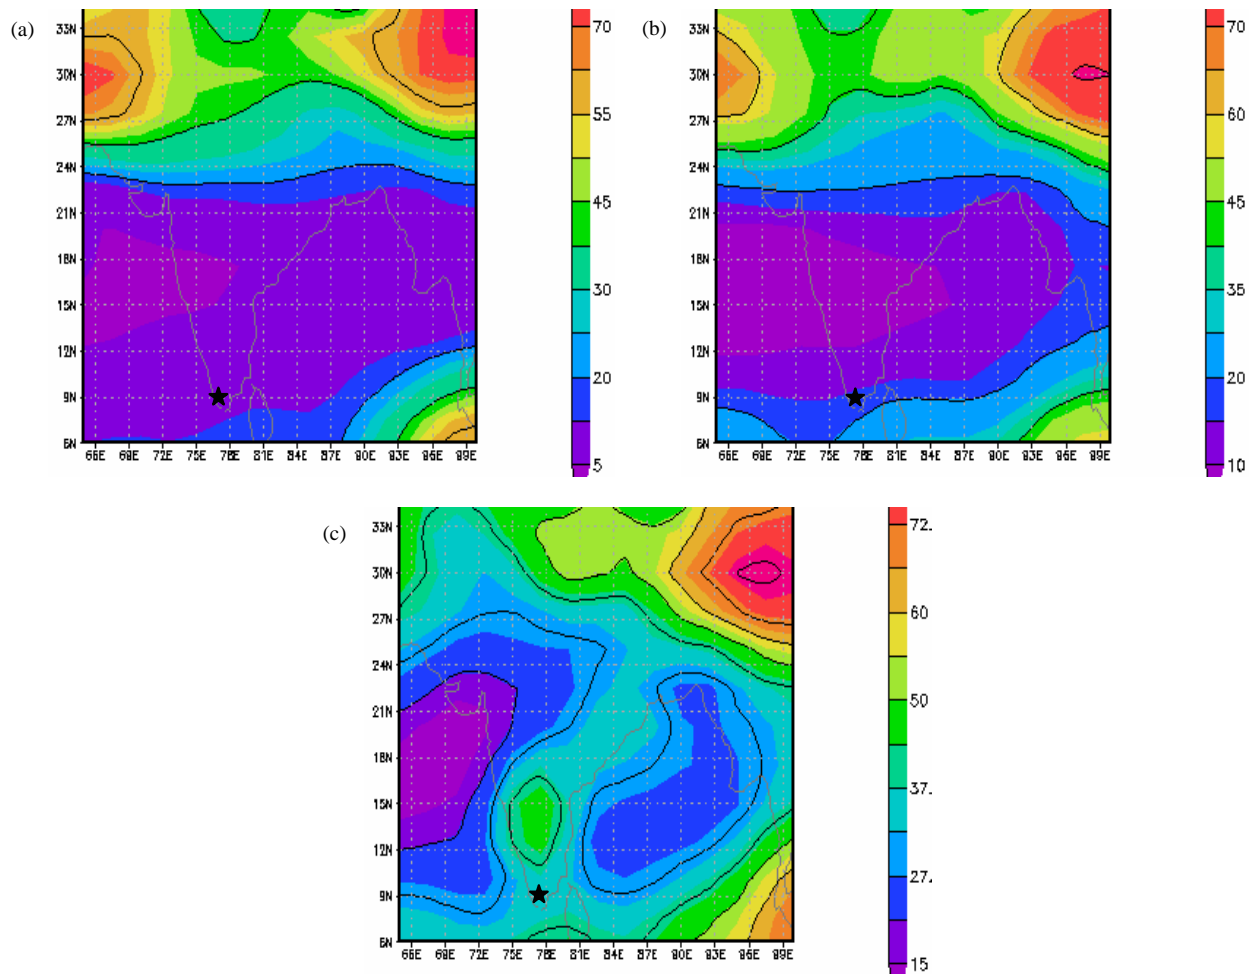 (a)
33N
30N
27N
24N
21N
18N
15N
12N
9N
6N
66E 69E 72E 75E 78E 81E 84E 87E 90E 93E 96E 99E
70
55
45
30
20
5
(b)
33N
30N
27N
24N
21N
18N
15N
12N
9N
6N
66E 69E 72E 75E 78E 81E 84E 87E 90E 93E 96E 99E
70
60
45
35
20
10
(c)
33N
30N
27N
24N
21N
18N
15N
12N
9N
6N
66E 69E 72E 75E 78E 81E 84E 87E 90E 93E 96E 99E
72.
60
50
37.
27.
15